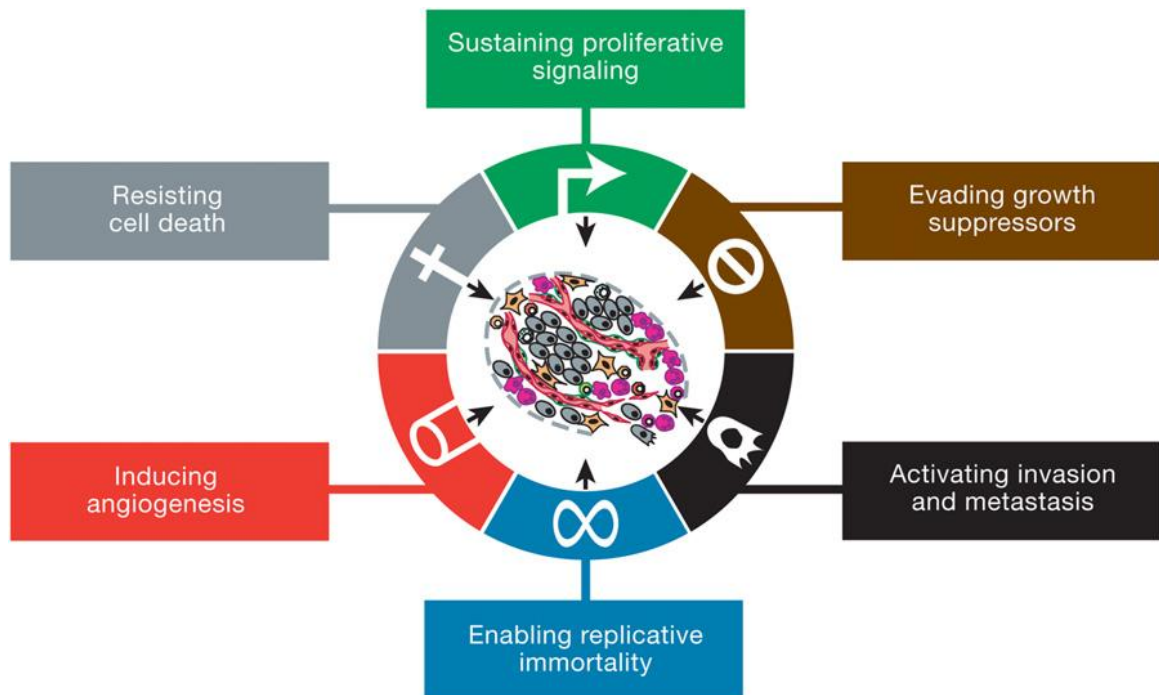 Sustaining proliferative
signaling
Resisting
cell death
Evading growth
suppressors
Inducing
angiogenesis
Activating invasion
and metastasis
Enabling replicative
immortality